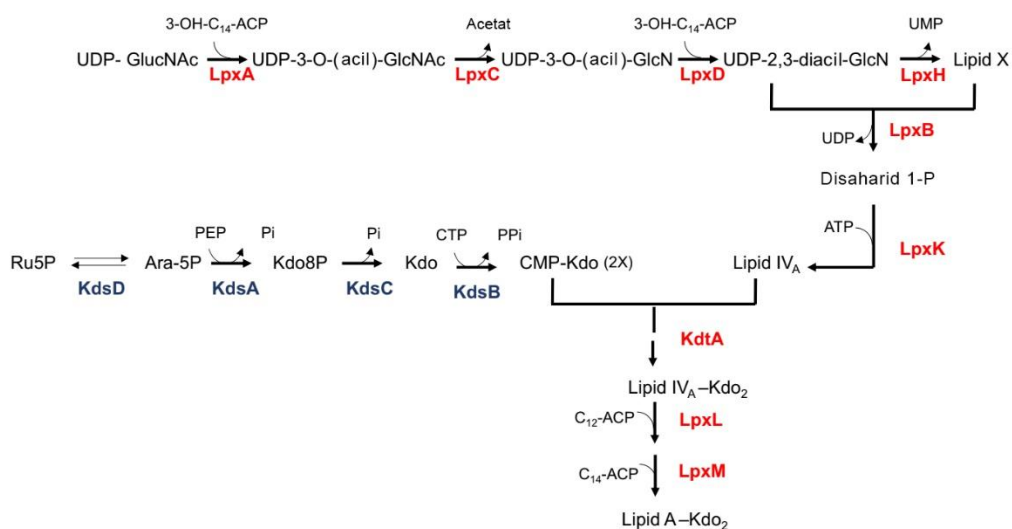 3-OH-C14-ACP Acetat 3-OH-C14-ACP UMP
UDP- GlucNAc UDP-3-O-(acil)-GlcNAc UDP-3-O-(acil)-GlcN UDP-2,3-diacil-GlcN Lipid X
LpxA LpxC LpxD LpxH
LpxB
UDP
Disaharid 1-P
ATP
LpxK
PEP Pi Pi CTP PPi
Ru5P Ara-5P Kdo8P Kdo CMP-Kdo (2X) Lipid IVA
KdsD KdsA KdsC KdsB
KdtA
Lipid IVA–Kdo2
C12-ACP LpxL
C14-ACP LpxM
Lipid A–Kdo2